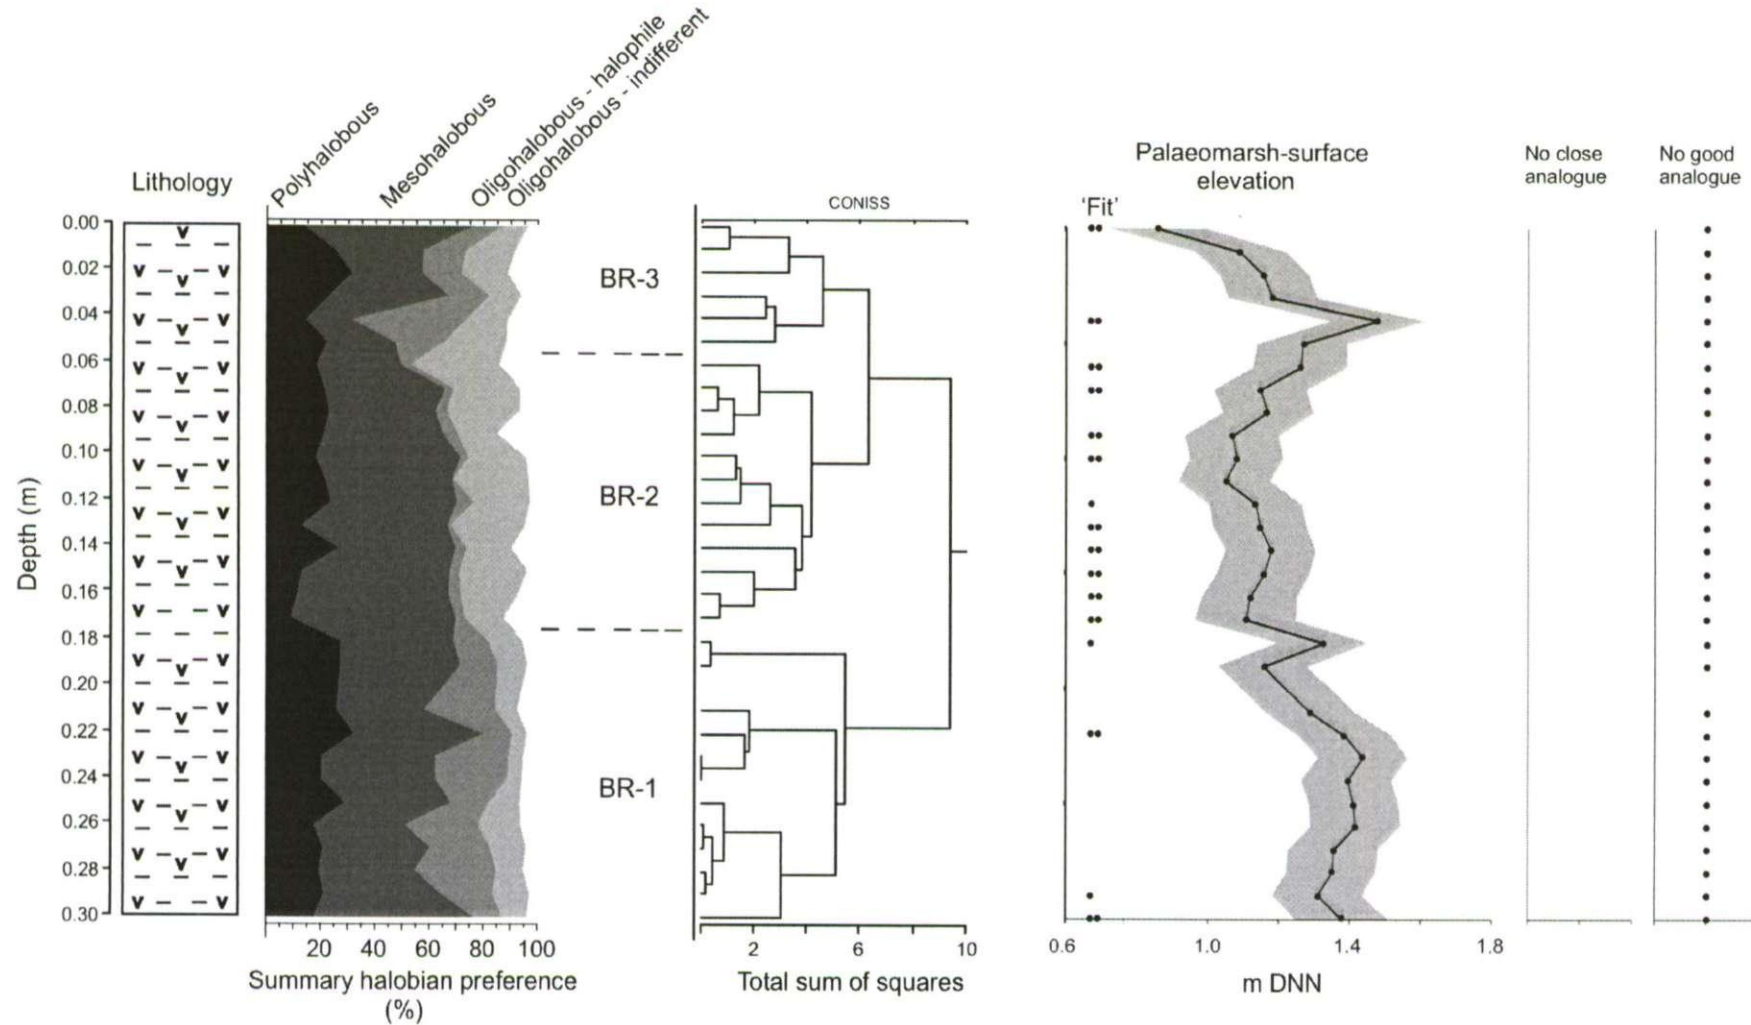 Polyhalobous
Mesohalobous
Oligohalobous - halophile
Oligohalobous - indifferent
Lithology
CONISS
Palaeomarsh-surface
elevation
'Fit'
No close
analogue
No good
analogue
Depth (m)
0.00
0.02
0.04
0.06
0.08
0.10
0.12
0.14
0.16
0.18
0.20
0.22
0.24
0.26
0.28
0.30
BR-3
BR-2
BR-1
20 40 60 80 100
Summary halobian preference
(%)
2 6 10
Total sum of squares
0.6 1.0 1.4 1.8
m DNN